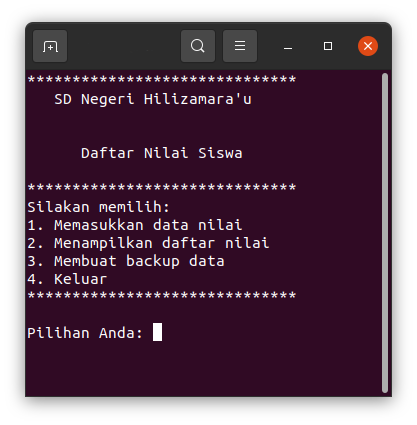 ******************************
SD Negeri Hilizamara'u
Daftar Nilai Siswa
******************************
Silakan memilih:
1. Memasukkan data nilai
2. Menampilkan daftar nilai
3. Membuat backup data
4. Keluar
******************************
Pilihan Anda: